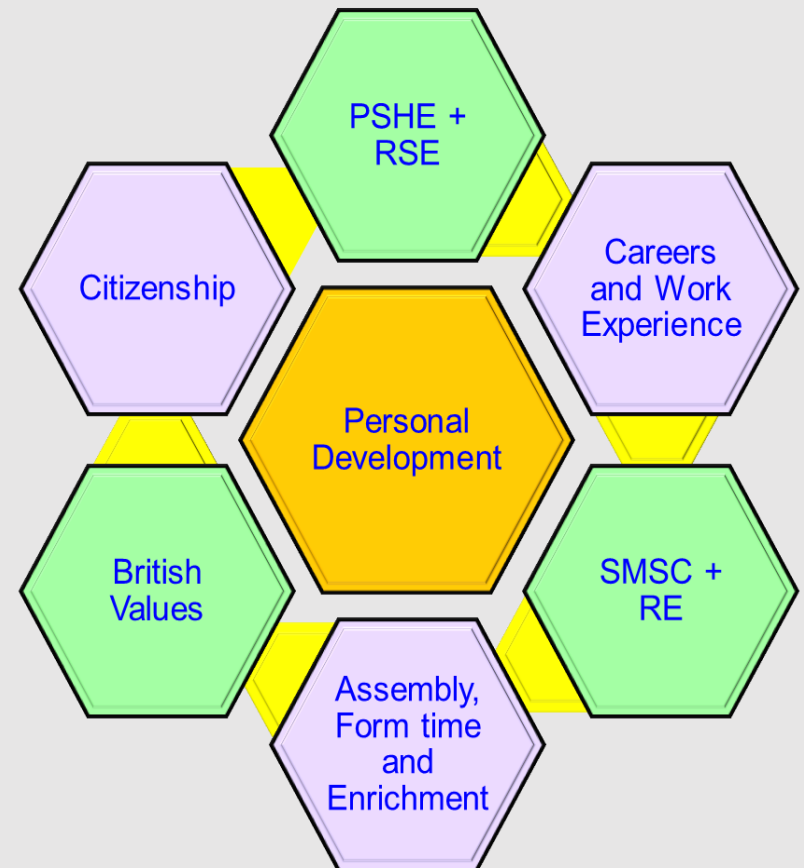 PSHE +
RSE
Citizenship
Careers
and Work
Experience
Personal
Development
British
Values
SMSC +
RE
Assembly,
Form time
and
Enrichment